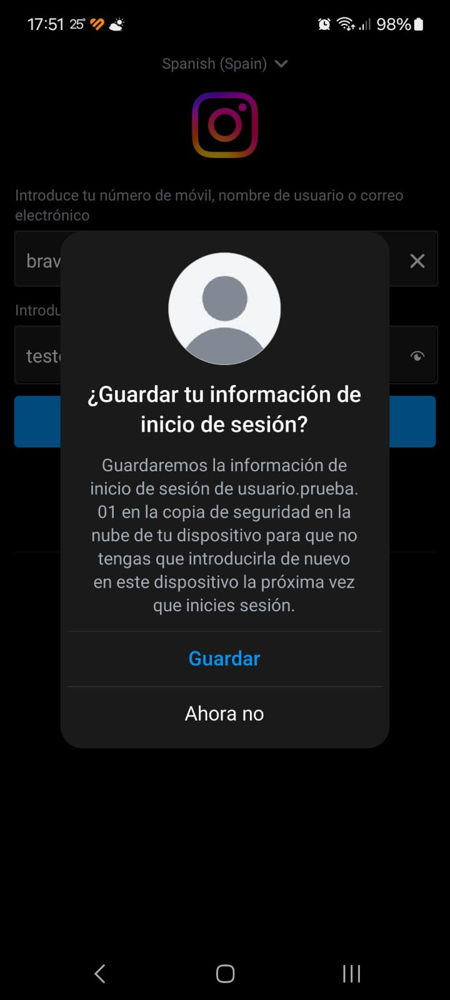 17:51 25° 98%
Spanish (Spain)
Introduce tu número de móvil, nombre de usuario o correo
electrónico
brav
Introdu
test
¿Guardar tu información de
inicio de sesión?
Guardaremos la información de
inicio de sesión de usuario.prueba.
01 en la copia de seguridad en la
nube de tu dispositivo para que no
tengas que introducirla de nuevo
en este dispositivo la próxima vez
que inicies sesión.
Guardar
Ahora no